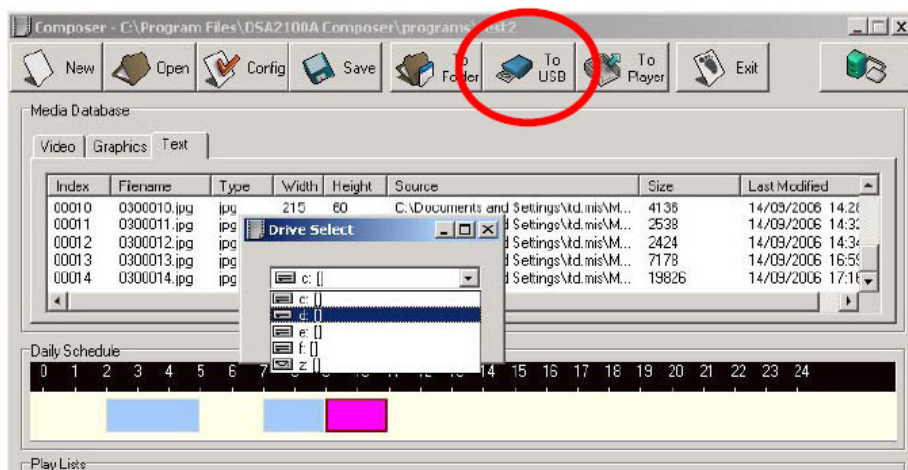 Composer - C:\Program Files\DSA2100A Composer\programs\test2
New Open Config Save To Folder To USB To Player Exit
Media Database
Video Graphics Text
Index Filename Type Width Height Source Size Last Modified
00010 0300010.jpg jpg 215 60 C:\Documents and Settings\td.mis\M... 4136 14/09/2006 14:26
00011 0300011.jpg jpg d Settings\td.mis\M... 2538 14/09/2006 14:32
00012 0300012.jpg jpg d Settings\td.mis\M... 2424 14/09/2006 14:34
00013 0300013.jpg jpg d Settings\td.mis\M... 7178 14/09/2006 16:59
00014 0300014.jpg jpg d Settings\td.mis\M... 19826 14/09/2006 17:16
Drive Select
c: []
c: []
d: []
e: []
f: []
z: []
Daily Schedule
0 1 2 3 4 5 6 7 8 14 15 16 17 18 19 20 21 22 23 24
Play Lists